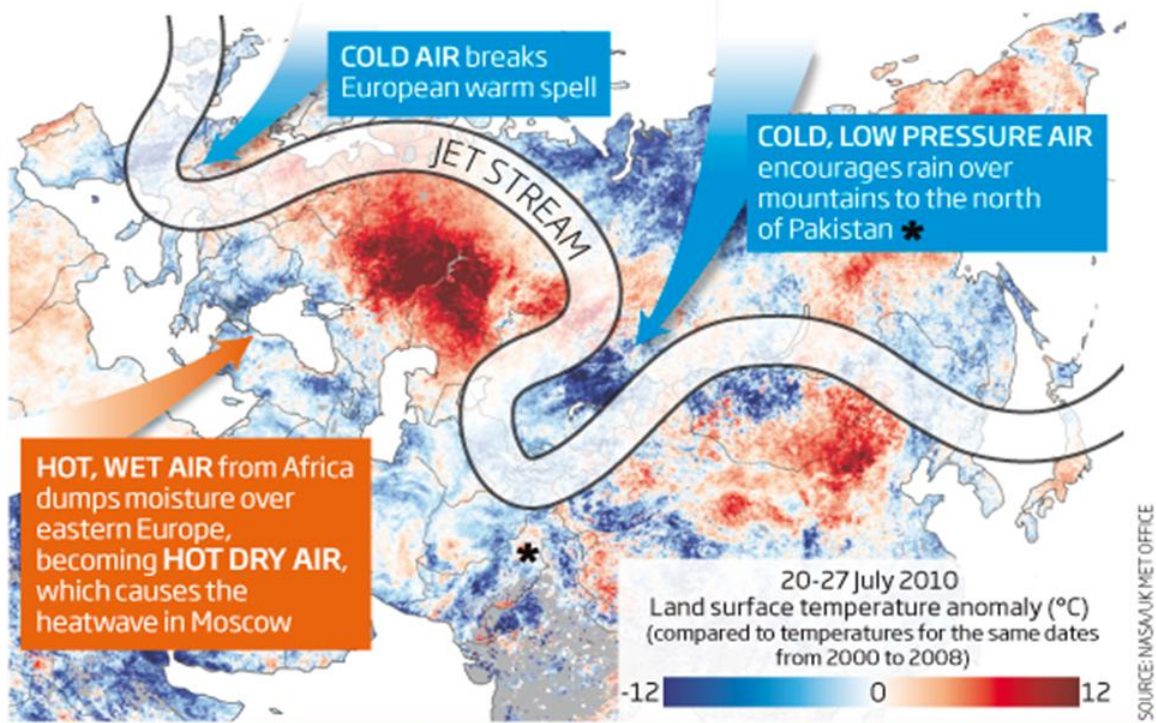 COLD AIR breaks
European warm spell
JET STREAM
COLD, LOW PRESSURE AIR
encourages rain over
mountains to the north
of Pakistan *
HOT, WET AIR from Africa
dumps moisture over
eastern Europe,
becoming HOT DRY AIR,
which causes the
heatwave in Moscow
*
20-27 July 2010
Land surface temperature anomaly (°C)
(compared to temperatures for the same dates
from 2000 to 2008)
-12 0 12
SOURCE: NASA/UK MET OFFICE